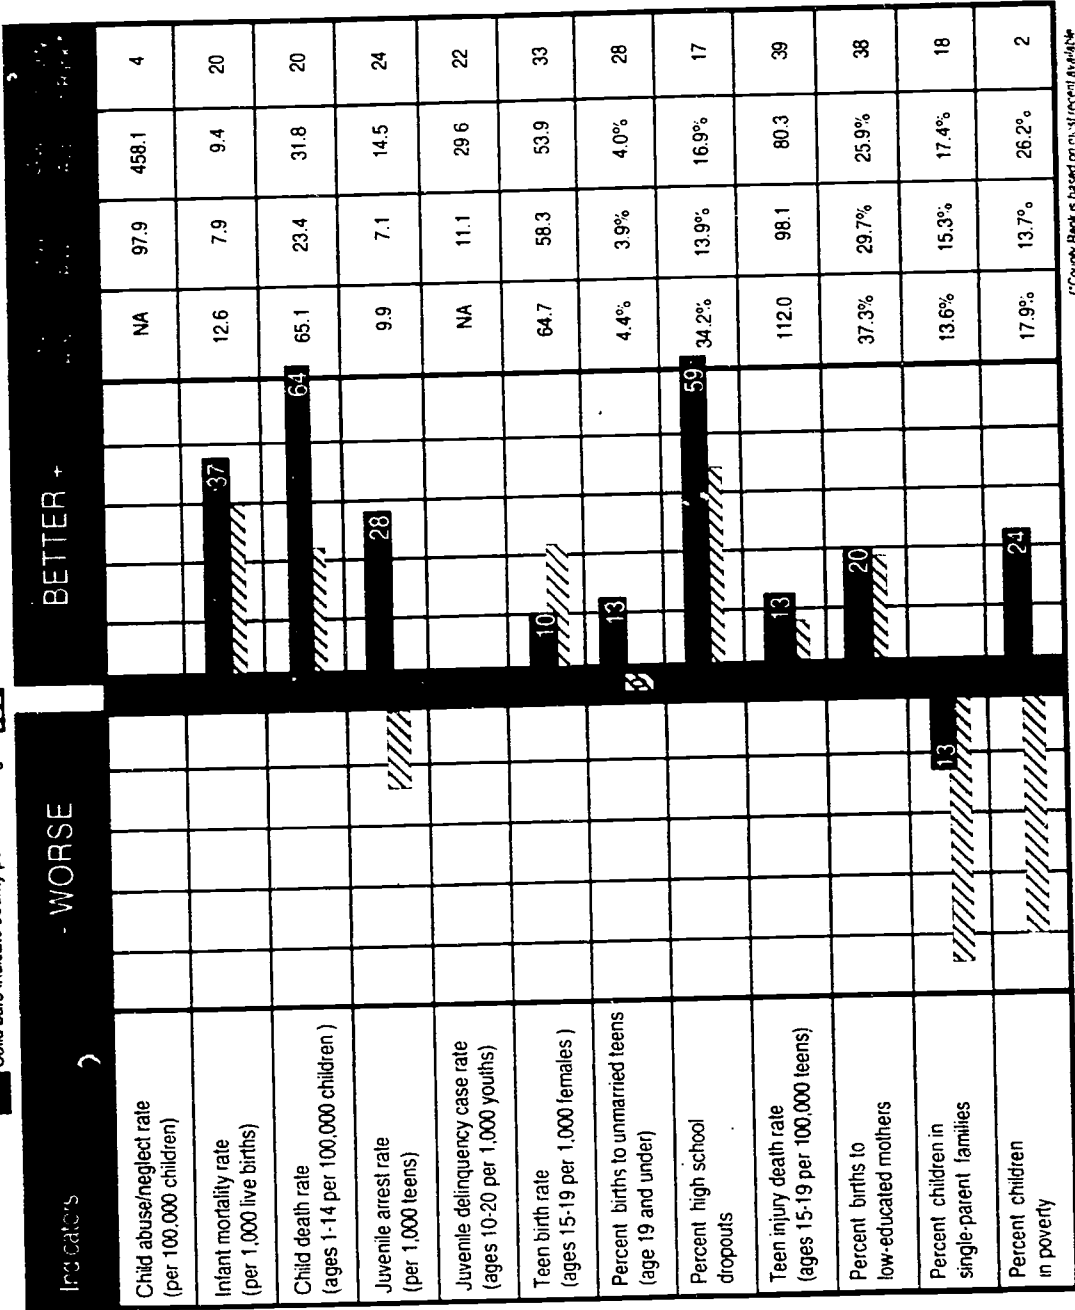 Indicators
- WORSE
BETTER +
Child abuse/neglect rate
(per 100,000 children)
NA
97.9
458.1
4
Infant mortality rate
(per 1,000 live births)
37
12.6
7.9
9.4
20
Child death rate
(ages 1-14 per 100,000 children )
64
65.1
23.4
31.8
20
Juvenile arrest rate
(per 1,000 teens)
28
9.9
7.1
14.5
24
Juvenile delinquency case rate
(ages 10-20 per 1,000 youths)
NA
11.1
29 6
22
Teen birth rate
(ages 15-19 per 1,000 females )
10
64.7
58.3
53.9
33
Percent births to unmarried teens
(age 19 and under)
13
4.4%
3.9%
4.0%
28
Percent high school
dropouts
59
34.2%
13.9%
16.9%
17
Teen injury death rate
(ages 15-19 per 100,000 teens)
13
112.0
98.1
80.3
39
Percent births to
low-educated mothers
20
37.3%
29.7%
25.9%
38
Percent children in
single-parent families
13
13.6%
15.3%
17.4%
18
Percent children
in poverty
24
17.9%
13.7%
26.2%
2
(*County Rank is based on most recent available